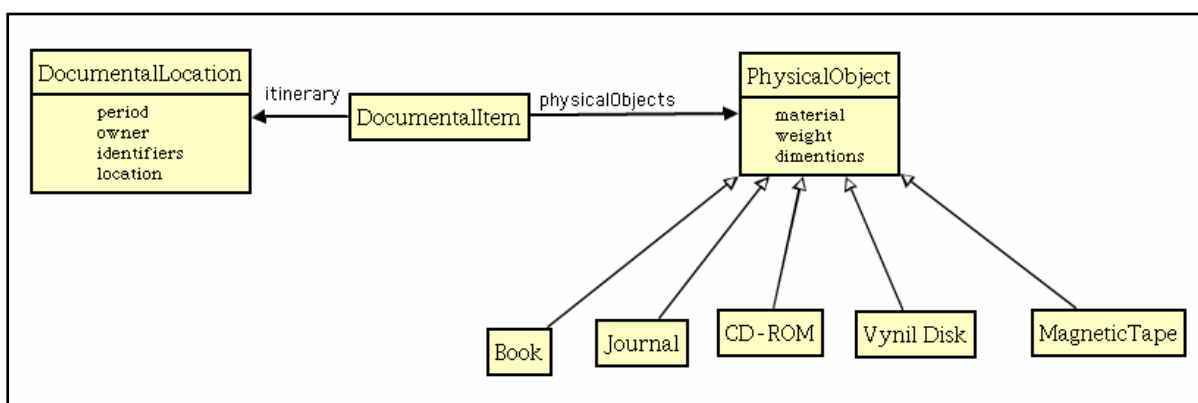 DocumentalLocation
period
owner
identifiers
location
itinerary
DocumentalItem
physicalObjects
PhysicalObject
material
weight
dimentions
Book
Journal
CD-ROM
Vynil Disk
MagneticTape